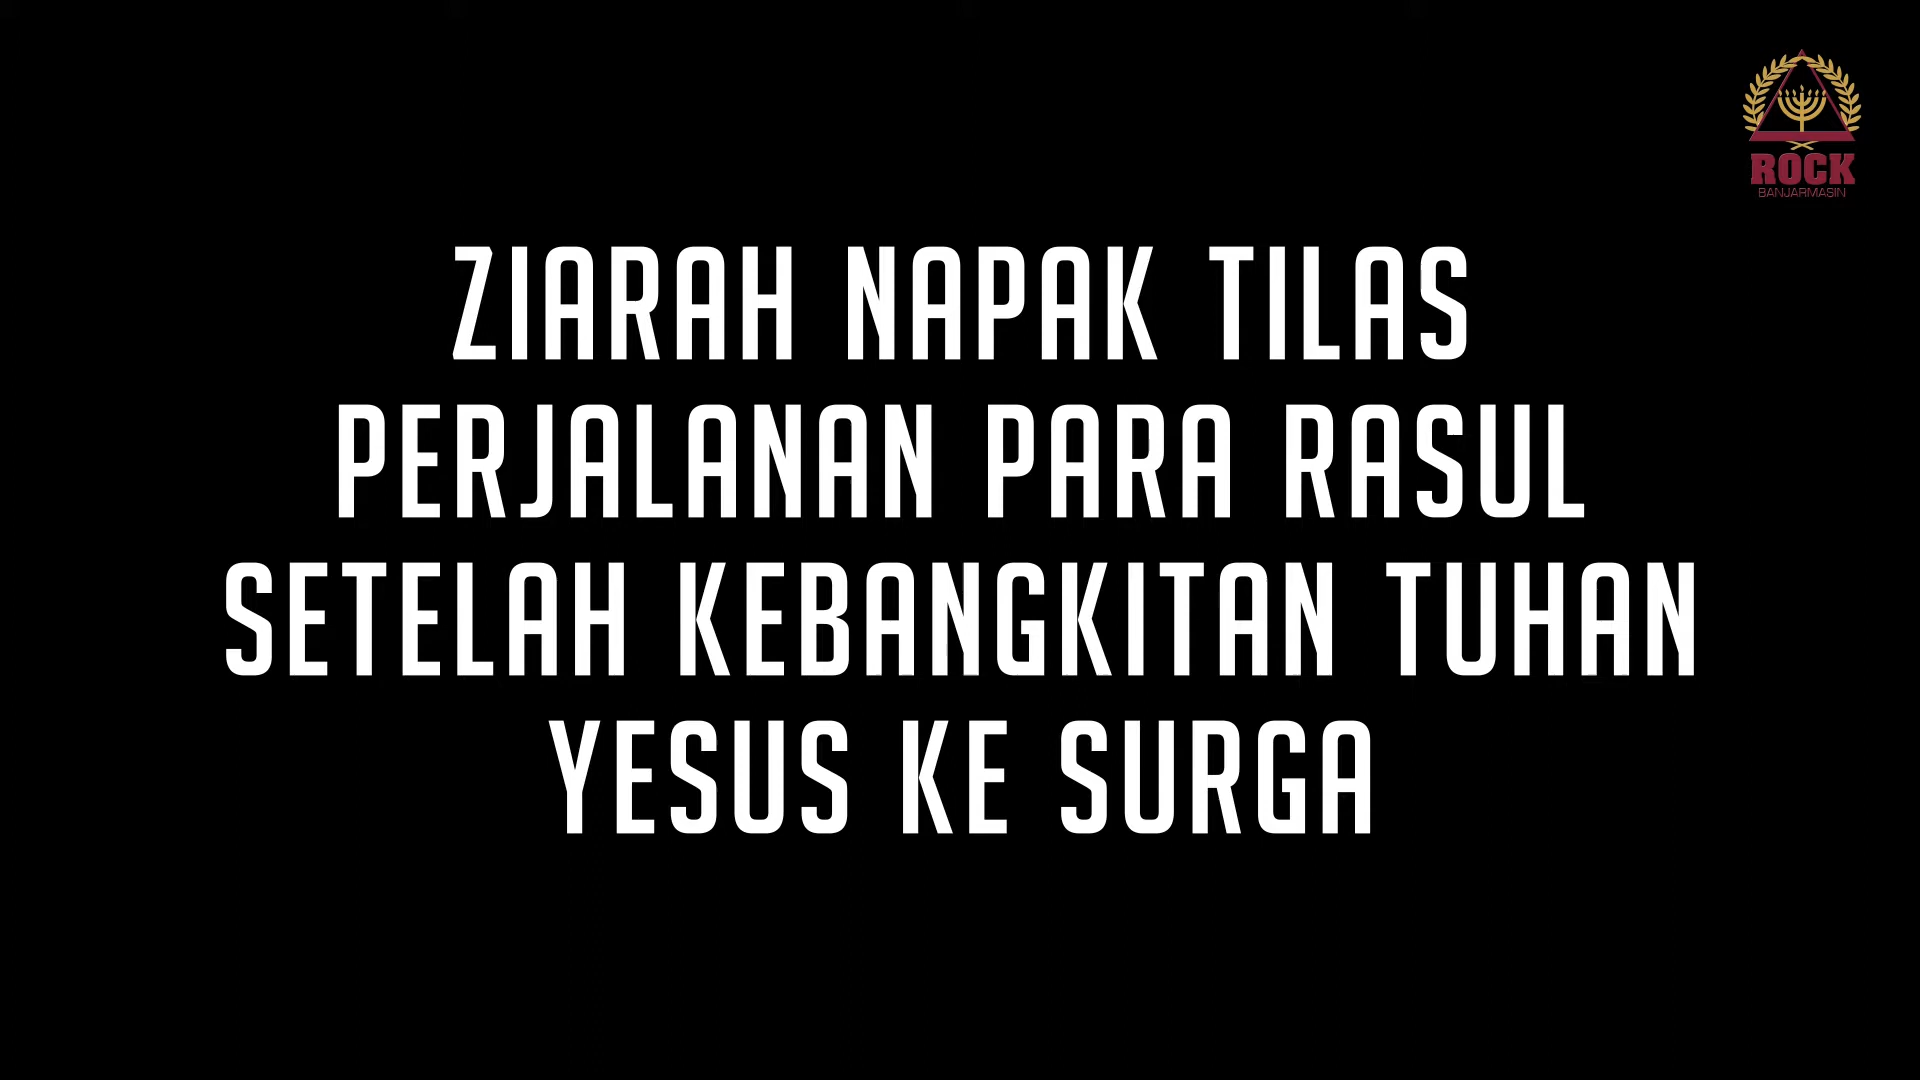 ROCK
BANJARMASIN
ZIARAH NAPAK TILAS
PERJALANAN PARA RASUL
SETELAH KEBANGKITAN TUHAN
YESUS KE SURGA